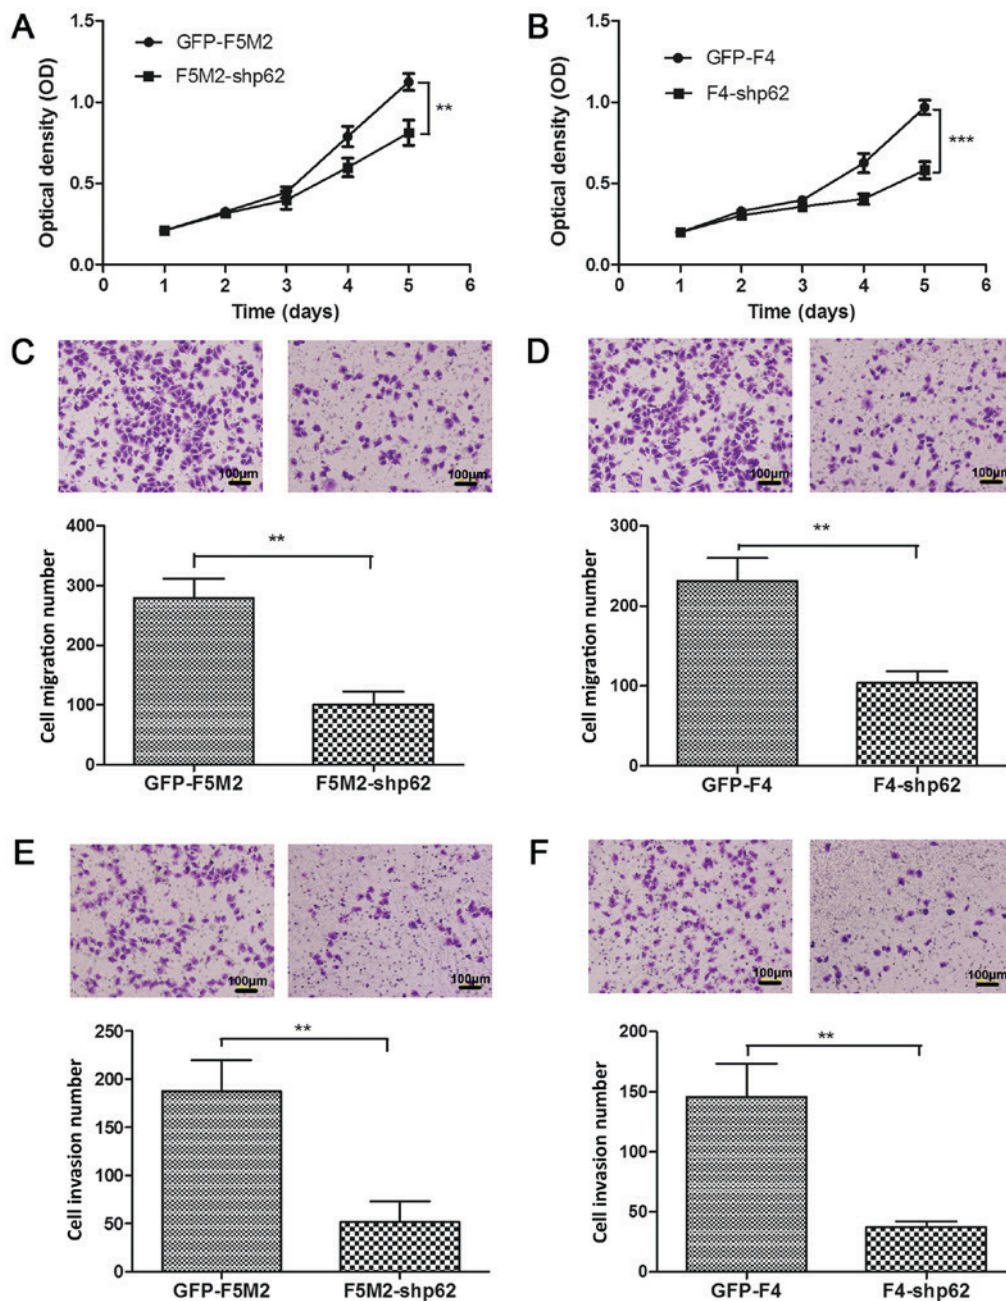 A
1.5
1.0
0.5
0.0
Optical density (OD)
GFP-F5M2
F5M2-shp62
**
0 1 2 3 4 5 6
Time (days)
B
1.5
1.0
0.5
0.0
Optical density (OD)
GFP-F4
F4-shp62
***
0 1 2 3 4 5 6
Time (days)
C
100μm
100μm
400
300
200
100
0
Cell migration number
**
GFP-F5M2 F5M2-shp62
D
100μm
100μm
300
200
100
0
Cell migration number
**
GFP-F4 F4-shp62
E
100μm
100μm
250
200
150
100
50
0
Cell invasion number
**
GFP-F5M2 F5M2-shp62
F
100μm
100μm
200
150
100
50
0
Cell invasion number
**
GFP-F4 F4-shp62